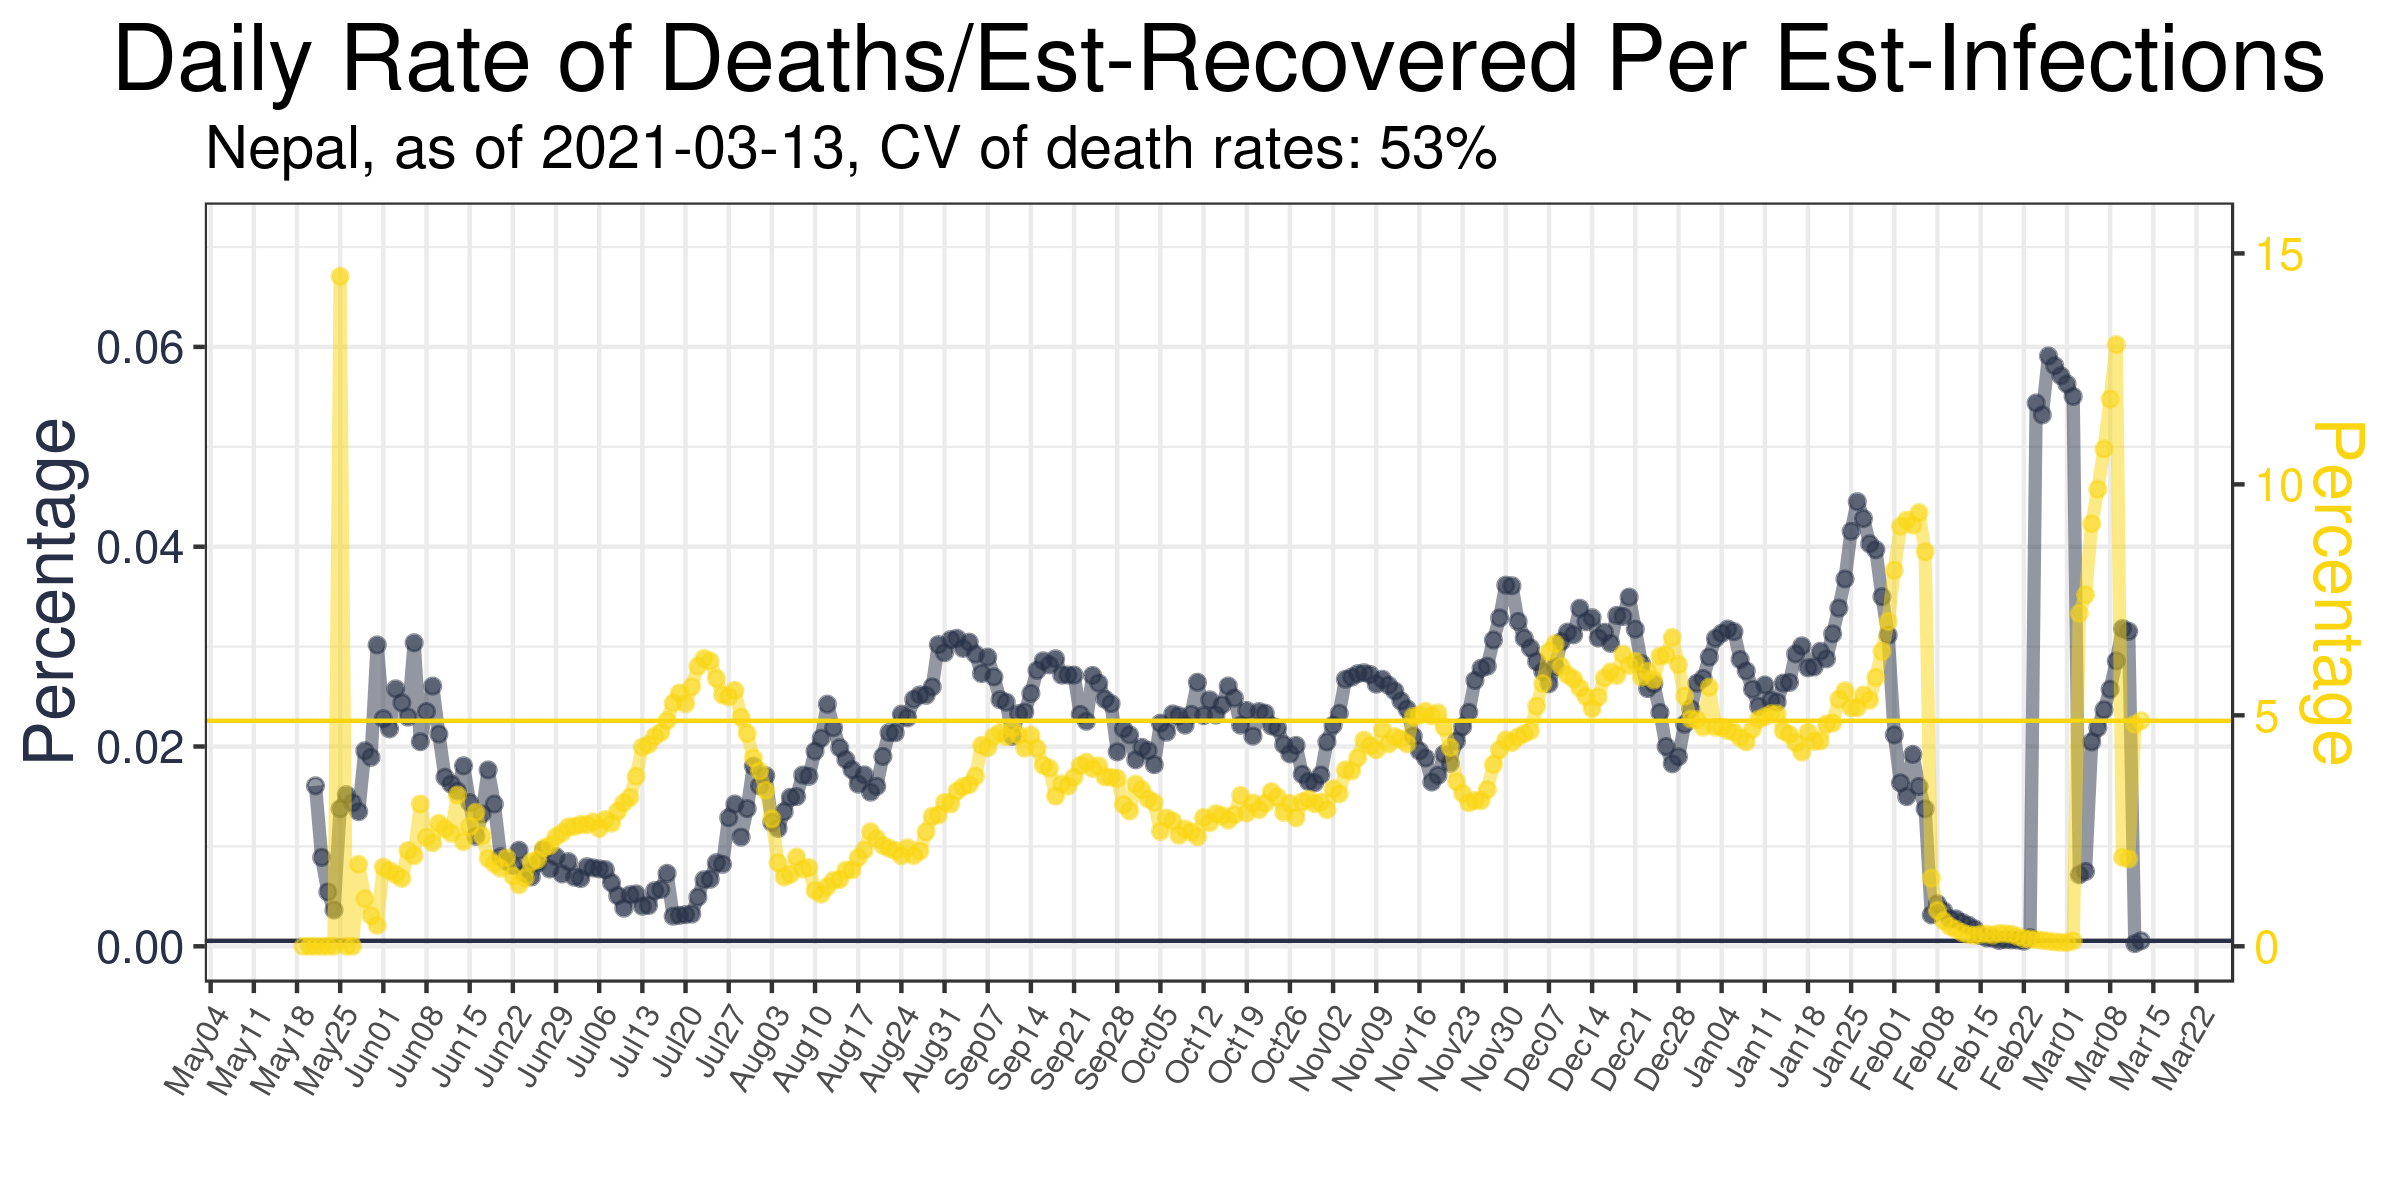 Daily Rate of Deaths/Est-Recovered Per Est-Infections
Nepal, as of 2021-03-13, CV of death rates: 53%
Percentage
0.06
0.04
0.02
0.00
15
10
5
0
Percentage
May04 May11 May18 May25 Jun01 Jun08 Jun15 Jun22 Jun29 Jul06 Jul13 Jul20 Jul27 Aug03 Aug10 Aug17 Aug24 Aug31 Sep07 Sep14 Sep21 Sep28 Oct05 Oct12 Oct19 Oct26 Nov02 Nov09 Nov16 Nov23 Nov30 Dec07 Dec14 Dec21 Dec28 Jan04 Jan11 Jan18 Jan25 Feb01 Feb08 Feb15 Feb22 Mar01 Mar08 Mar15 Mar22